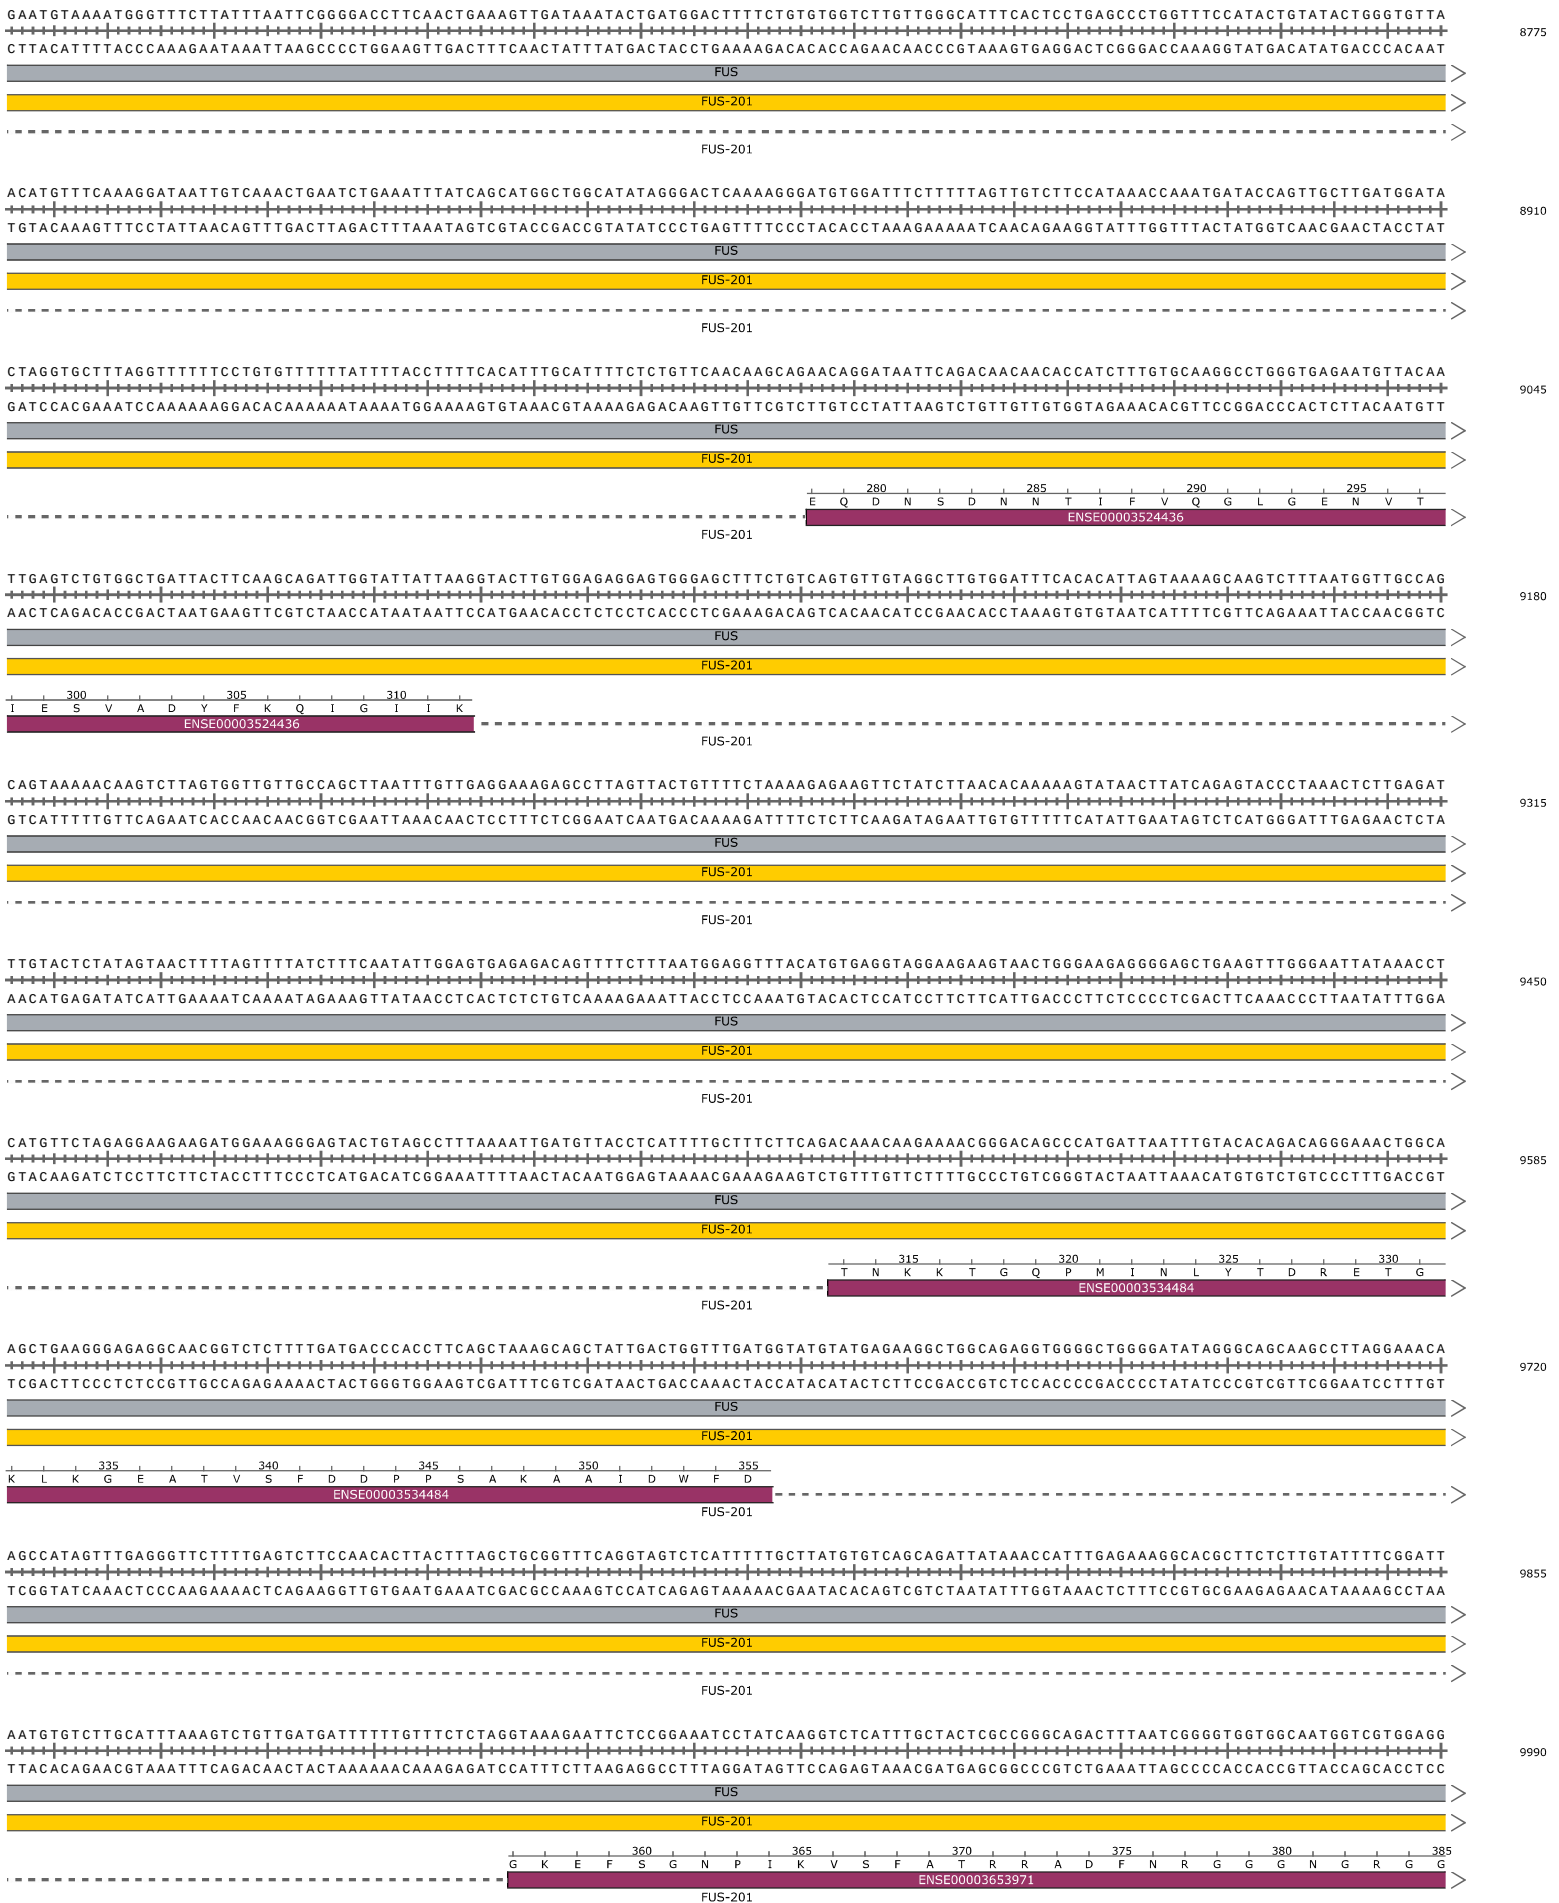 GAATGTAAAATGGGTTTCTTATTTAATTCGGGGACCTTCAACTGAAAGTTGATAAATACTGATGGACTTTTCTGTGTGGTCTTGTTGGGCATTTCACTCCTGAGCCCTGGTTTCCATACTGTATACTGGGTGTTA
8775
CTTACATTTTACCCAAAGAATAAATTAAGCCCCTGGAAGTTGACTTTCAACTATTTATGACTACCTGAAAAGACACACCAGAACAACCCGTAAAGTGAGGACTCGGGACCAAAGGTATGACATATGACCCACAAT
FUS
FUS-201
FUS-201
ACATGTTTCAAAGGATAATTGTCAAACTGAATCTGAAATTTATCAGCATGGCTGGCATATAGGGACTCAAAAGGGATGTGGATTTCTTTTTAGTTGTCTTCCATAAACCAAATGATACCAGTTGCTTGATGGATA
8910
TGTACAAAGTTTCCTATTAACAGTTTGACTTAGACTTTAAATAGTCGTACCGACCGTATATCCCTGAGTTTTCCCTACACCTAAAGAAAAATCAACAGAAGGTATTTGGTTTACTATGGTCAACGAACTACCTAT
FUS
FUS-201
FUS-201
CTAGGTGCTTTAGGTTTTTTCCTGTGTTTTTTATTTTACCTTTTCACATTTGCATTTTCTCTGTTCAACAAGCAGAACAGGATAATTCAGACAACAACACCATCTTTGTGCAAGGCCTGGGTGAGAATGTTACAA
9045
GATCCACGAAATCCAAAAAAGGACACAAAAAATAAAATGGAAAAGTGTAAACGTAAAAGAGACAAGTTGTTCGTCTTGTCCTATTAAGTCTGTTGTTGTGGTAGAAACACGTTCCGGACCCACTCTTACAATGTT
FUS
FUS-201
280 285 290 295
E Q D N S D N N T I F V Q G L G E N V T
ENSE00003524436
FUS-201
TTGAGTCTGTGGCTGATTACTTCAAGCAGATTGGTATTATTAAGGTACTTGTGGAGAGGAGTGGGAGCTTTCTGTCAGTGTTGTAGGCTTGTGGATTTCACACATTAGTAAAAGCAAGTCTTTAATGGTTGCCAG
9180
AACTCAGACACCGACTAATGAAGTTCGTCTAACCATAATAATTCCATGAACACCTCTCCTCACCCTCGAAAGACAGTCACAACATCCGAACACCTAAAGTGTGTAATCATTTTCGTTCAGAAATTACCAACGGTC
FUS
FUS-201
300 305 310
I E S V A D Y F K Q I G I I K
ENSE00003524436
FUS-201
CAGTAAAAACAAGTCTTAGTGGTTGTTGCCAGCTTAATTTGTTGAGGAAAGAGCCTTAGTTACTGTTTTCTAAAAGAGAAGTTCTATCTTAACACAAAAAGTATAACTTATCAGAGTACCCTAAACTCTTGAGAT
9315
GTCATTTTTGTTCAGAATCACCAACAACGGTCGAATTAAACAACTCCTTTCTCGGAATCAATGACAAAAGATTTTCTCTTCAAGATAGAATTGTGTTTTTCATATTGAATAGTCTCATGGGATTTGAGAACTCTA
FUS
FUS-201
FUS-201
TTGTACTCTATAGTAACTTTTAGTTTTATCTTTCAATATTGGAGTGAGAGACAGTTTTCTTTAATGGAGGTTTACATGTGAGGTAGGAAGAAGTAACTGGGAAGAGGGGAGCTGAAGTTTGGGAATTATAAACCT
9450
AACATGAGATATCATTGAAAATCAAAATAGAAAGTTATAACCTCACTCTCTGTCAAAAGAAATTACCTCCAAATGTACACTCCATCCTTCTTCATTGACCCTTCTCCCCTCGACTTCAAACCCTTAATATTTGGA
FUS
FUS-201
FUS-201
CATGTTCTAGAGGAAGAAGATGGAAAGGGAGTACTGTAGCCTTTAAAATTGATGTTACCTCATTTTGCTTTCTTCAGACAAACAAGAAAACGGGACAGCCCATGATTAATTTGTACACAGACAGGGAAACTGGCA
9585
GTACAAGATCTCCTTCTTCTACCTTTCCCTCATGACATCGGAAATTTTAACTACAATGGAGTAAAACGAAAGAAGTCTGTTTGTTCTTTTGCCCTGTCGGGTACTAATTAAACATGTGTCTGTCCCTTTGACCGT
FUS
FUS-201
315 320 325 330
T N K K T G Q P M I N L Y T D R E T G
ENSE00003534484
FUS-201
AGCTGAAGGGAGAGGCAACGGTCTCTTTTGATGACCCACCTTCAGCTAAAGCAGCTATTGACTGGTTTGATGGTATGTATGAGAAGGCTGGCAGAGGTGGGGCTGGGGATATAGGGCAGCAAGCCTTAGGAAACA
9720
TCGACTTCCCTCTCCGTTGCCAGAGAAAACTACTGGGTGGAAGTCGATTTCGTCGATAACTGACCAAACTACCATACATACTCTTCCGACCGTCTCCACCCCGACCCCTATATCCCGTCGTTCGGAATCCTTTGT
FUS
FUS-201
335 340 345 350 355
K L K G E A T V S F D D P P S A K A A I D W F D
ENSE00003534484
FUS-201
AGCCATAGTTTGAGGGTTCTTTTGAGTCTTCCAACACTTACTTTAGCTGCGGTTTCAGGTAGTCTCATTTTTGCTTATGTGTCAGCAGATTATAAACCATTTGAGAAAGGCACGCTTCTCTTGTATTTTCGGATT
9855
TCGGTATCAAACTCCCAAGAAAACTCAGAAGGTTGTGAATGAAATCGACGCCAAAGTCCATCAGAGTAAAAACGAATACACAGTCGTCTAATATTTGGTAAACTCTTTCCGTGCGAAGAGAACATAAAAGCCTAA
FUS
FUS-201
FUS-201
AATGTGTCTTGCATTTAAAGTCTGTTGATGATTTTTTGTTTCTCTAGGTAAAGAATTCTCCGGAAATCCTATCAAGGTCTCATTTGCTACTCGCCGGGCAGACTTTAATCGGGGTGGTGGCAATGGTCGTGGAGG
9990
TTACACAGAACGTAAATTTCAGACAACTACTAAAAAACAAAGAGATCCATTTCTTAAGAGGCCTTTAGGATAGTTCCAGAGTAAACGATGAGCGGCCCGTCTGAAATTAGCCCCACCACCGTTACCAGCACCTCC
FUS
FUS-201
360 365 370 375 380 385
G K E F S G N P I K V S F A T R R A D F N R G G G N G R G G
ENSE00003653971
FUS-201